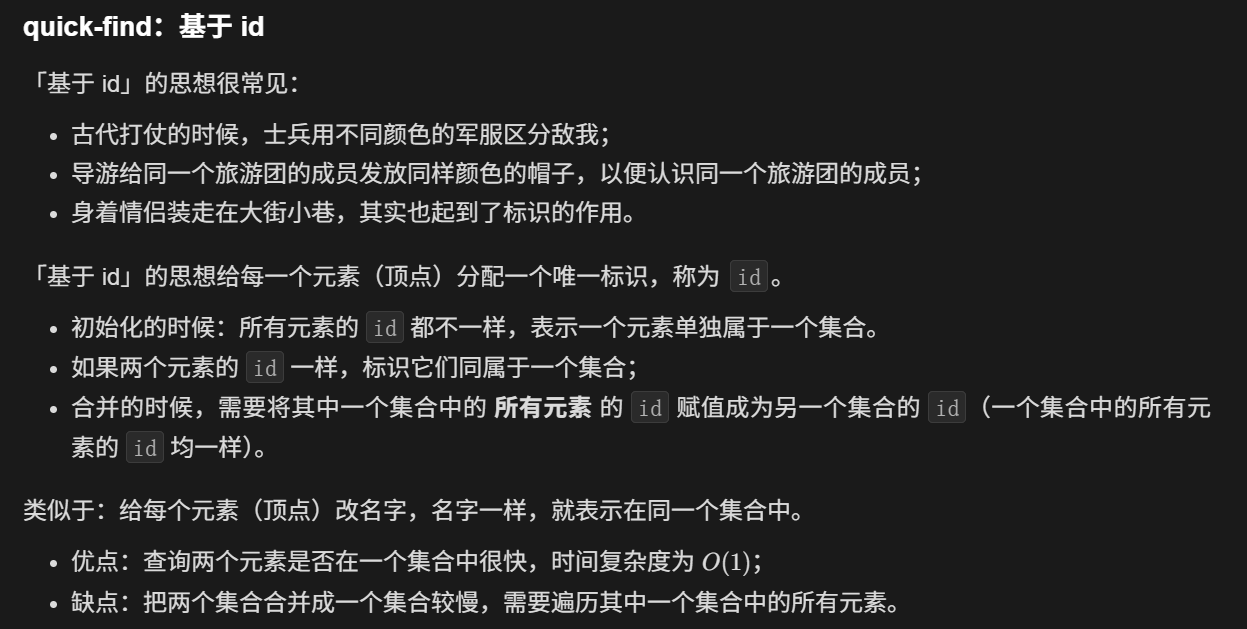 quick-find：基于 id
「基于 id」的思想很常见：
• 古代打仗的时候，士兵用不同颜色的军服区分敌我；
• 导游给同一个旅游团的成员发放同样颜色的帽子，以便认识同一个旅游团的成员；
• 身着情侣装走在大街小巷，其实也起到了标识的作用。
「基于 id」的思想给每一个元素（顶点）分配一个唯一标识，称为 id 。
• 初始化的时候：所有元素的 id 都不一样，表示一个元素单独属于一个集合。
• 如果两个元素的 id 一样，标识它们同属于一个集合；
• 合并的时候，需要将其中一个集合中的 所有元素 的 id 赋值成为另一个集合的 id （一个集合中的所有元
素的 id 均一样）。
类似于：给每个元素（顶点）改名字，名字一样，就表示在同一个集合中。
• 优点：查询两个元素是否在一个集合中很快，时间复杂度为 O(1)；
• 缺点：把两个集合合并成一个集合较慢，需要遍历其中一个集合中的所有元素。